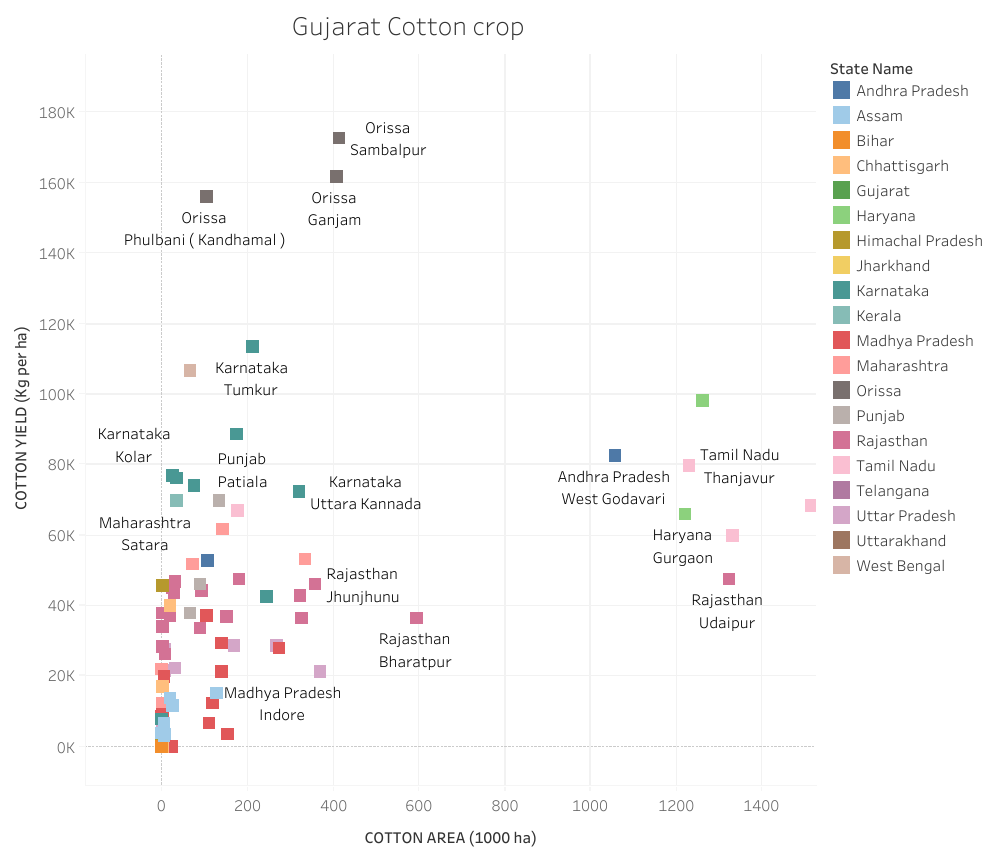 Gujarat Cotton crop
State Name
Andhra Pradesh
Assam
Bihar
Chhattisgarh
Gujarat
Haryana
Himachal Pradesh
Jharkhand
Karnataka
Kerala
Madhya Pradesh
Maharashtra
Orissa
Punjab
Rajasthan
Tamil Nadu
Telangana
Uttar Pradesh
Uttarakhand
West Bengal
COTTON YIELD (Kg per ha)
180K
160K
140K
120K
100K
80K
60K
40K
20K
0K
Orissa
Sambalpur
Orissa
Ganjam
Orissa
Phulbani ( Kandhamal )
Karnataka
Tumkur
Karnataka
Kolar
Punjab
Patiala
Karnataka
Uttara Kannada
Andhra Pradesh
West Godavari
Tamil Nadu
Thanjavur
Maharashtra
Satara
Haryana
Gurgaon
Rajasthan
Jhunjhunu
Rajasthan
Udaipur
Rajasthan
Bharatpur
Madhya Pradesh
Indore
0
200
400
600
800
1000
1200
1400
COTTON AREA (1000 ha)